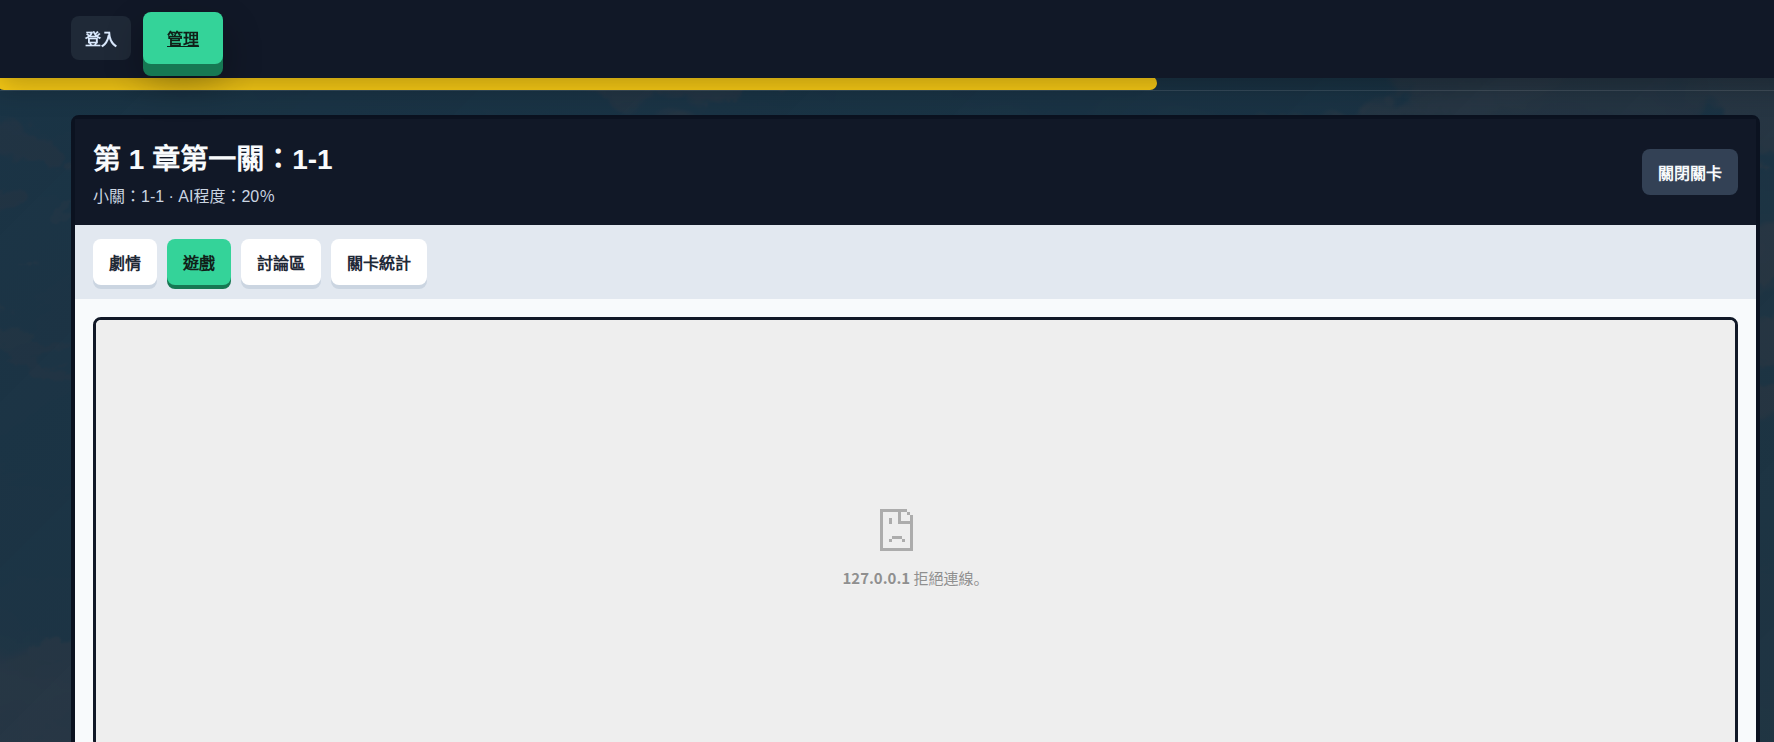 登入
管理
第 1 章第一關：1-1
小關：1-1 · AI程度：20%
關閉關卡
劇情
遊戲
討論區
關卡統計
127.0.0.1 拒絕連線。